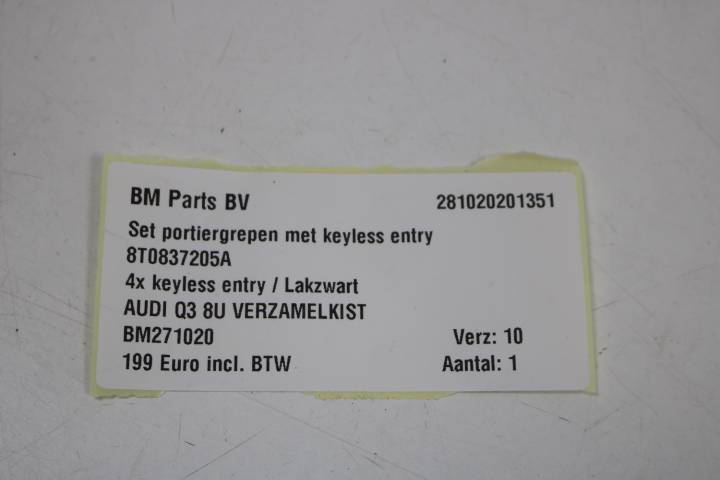 BM Parts BV 281020201351
Set portiergrepen met keyless entry
8T0837205A
4x keyless entry / Lakzwart
AUDI Q3 8U VERZAMELKIST
BM271020 Verz: 10
199 Euro incl. BTW Aantal: 1